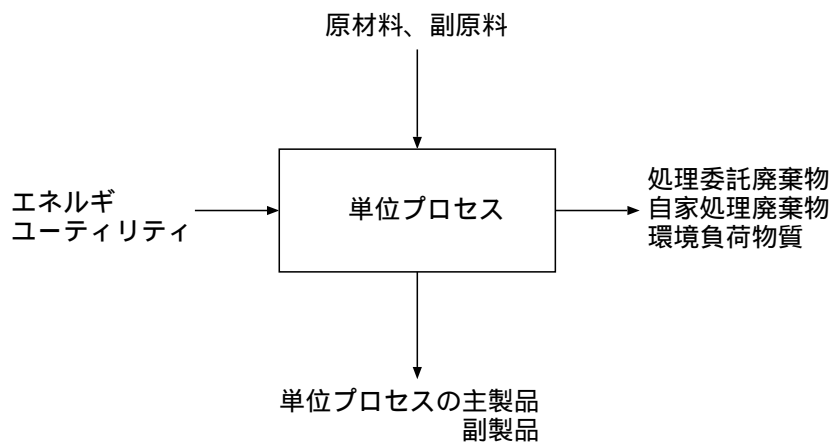 原材料、副原料
エネルギ
ユーティリティ
単位プロセス
処理委託廃棄物
自家処理廃棄物
環境負荷物質
単位プロセスの主製品
副製品